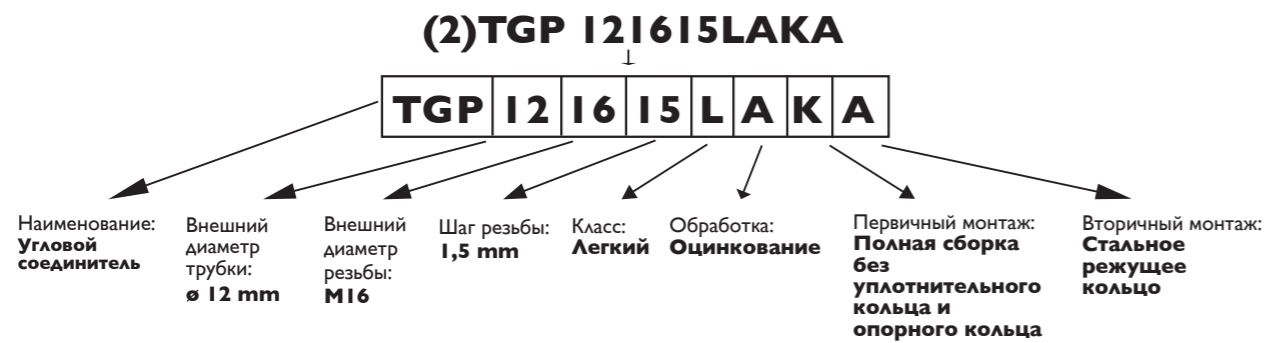 (2)TGP 121615LAKA
TGP 12 16 15 L A K A
Наименование:
Угловой
соединитель
Внешний
диаметр
трубки:
ø 12 mm
Внешний
диаметр
резьбы:
M16
Шаг резьбы:
1,5 mm
Класс:
Легкий
Обработка:
Оцинкование
Первичный монтаж:
Полная сборка
без
уплотнительного
кольца и
опорного кольца
Вторичный монтаж:
Стальное
режущее
кольцо